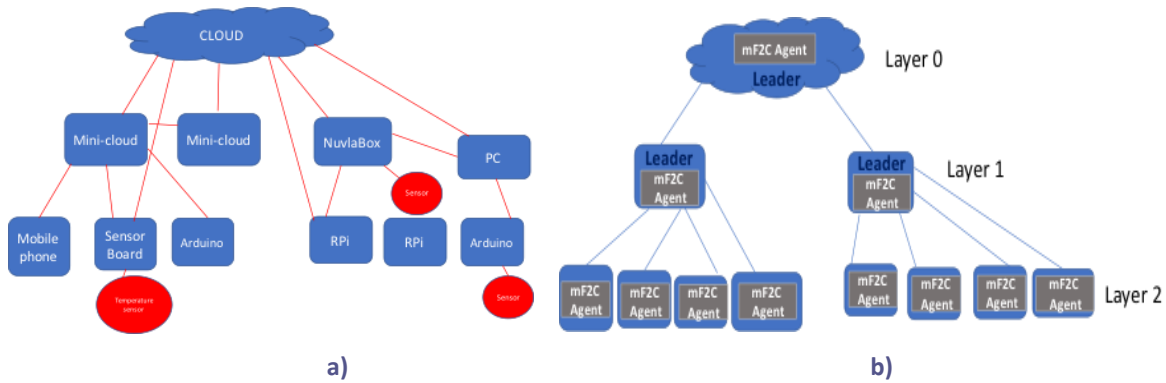 CLOUD
Mini-cloud
Mini-cloud
NuvlaBox
PC
Sensor
Mobile
phone
Sensor
Board
Arduino
RPi
RPi
Arduino
Temperature
sensor
Sensor
a)
mF2C Agent
Leader
Layer 0
Leader
mF2C
Agent
Leader
mF2C
Agent
Layer 1
mF2C
Agent
mF2C
Agent
mF2C
Agent
mF2C
Agent
mF2C
Agent
mF2C
Agent
mF2C
Agent
mF2C
Agent
Layer 2
b)